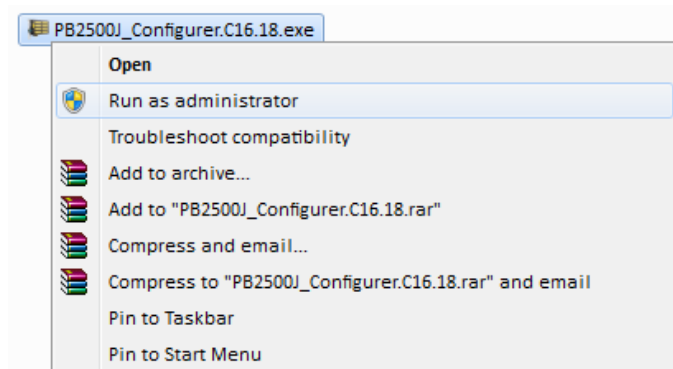 PB2500J_Configurer.C16.18.exe
Open
Run as administrator
Troubleshoot compatibility
Add to archive...
Add to "PB2500J_Configurer.C16.18.rar"
Compress and email...
Compress to "PB2500J_Configurer.C16.18.rar" and email
Pin to Taskbar
Pin to Start Menu